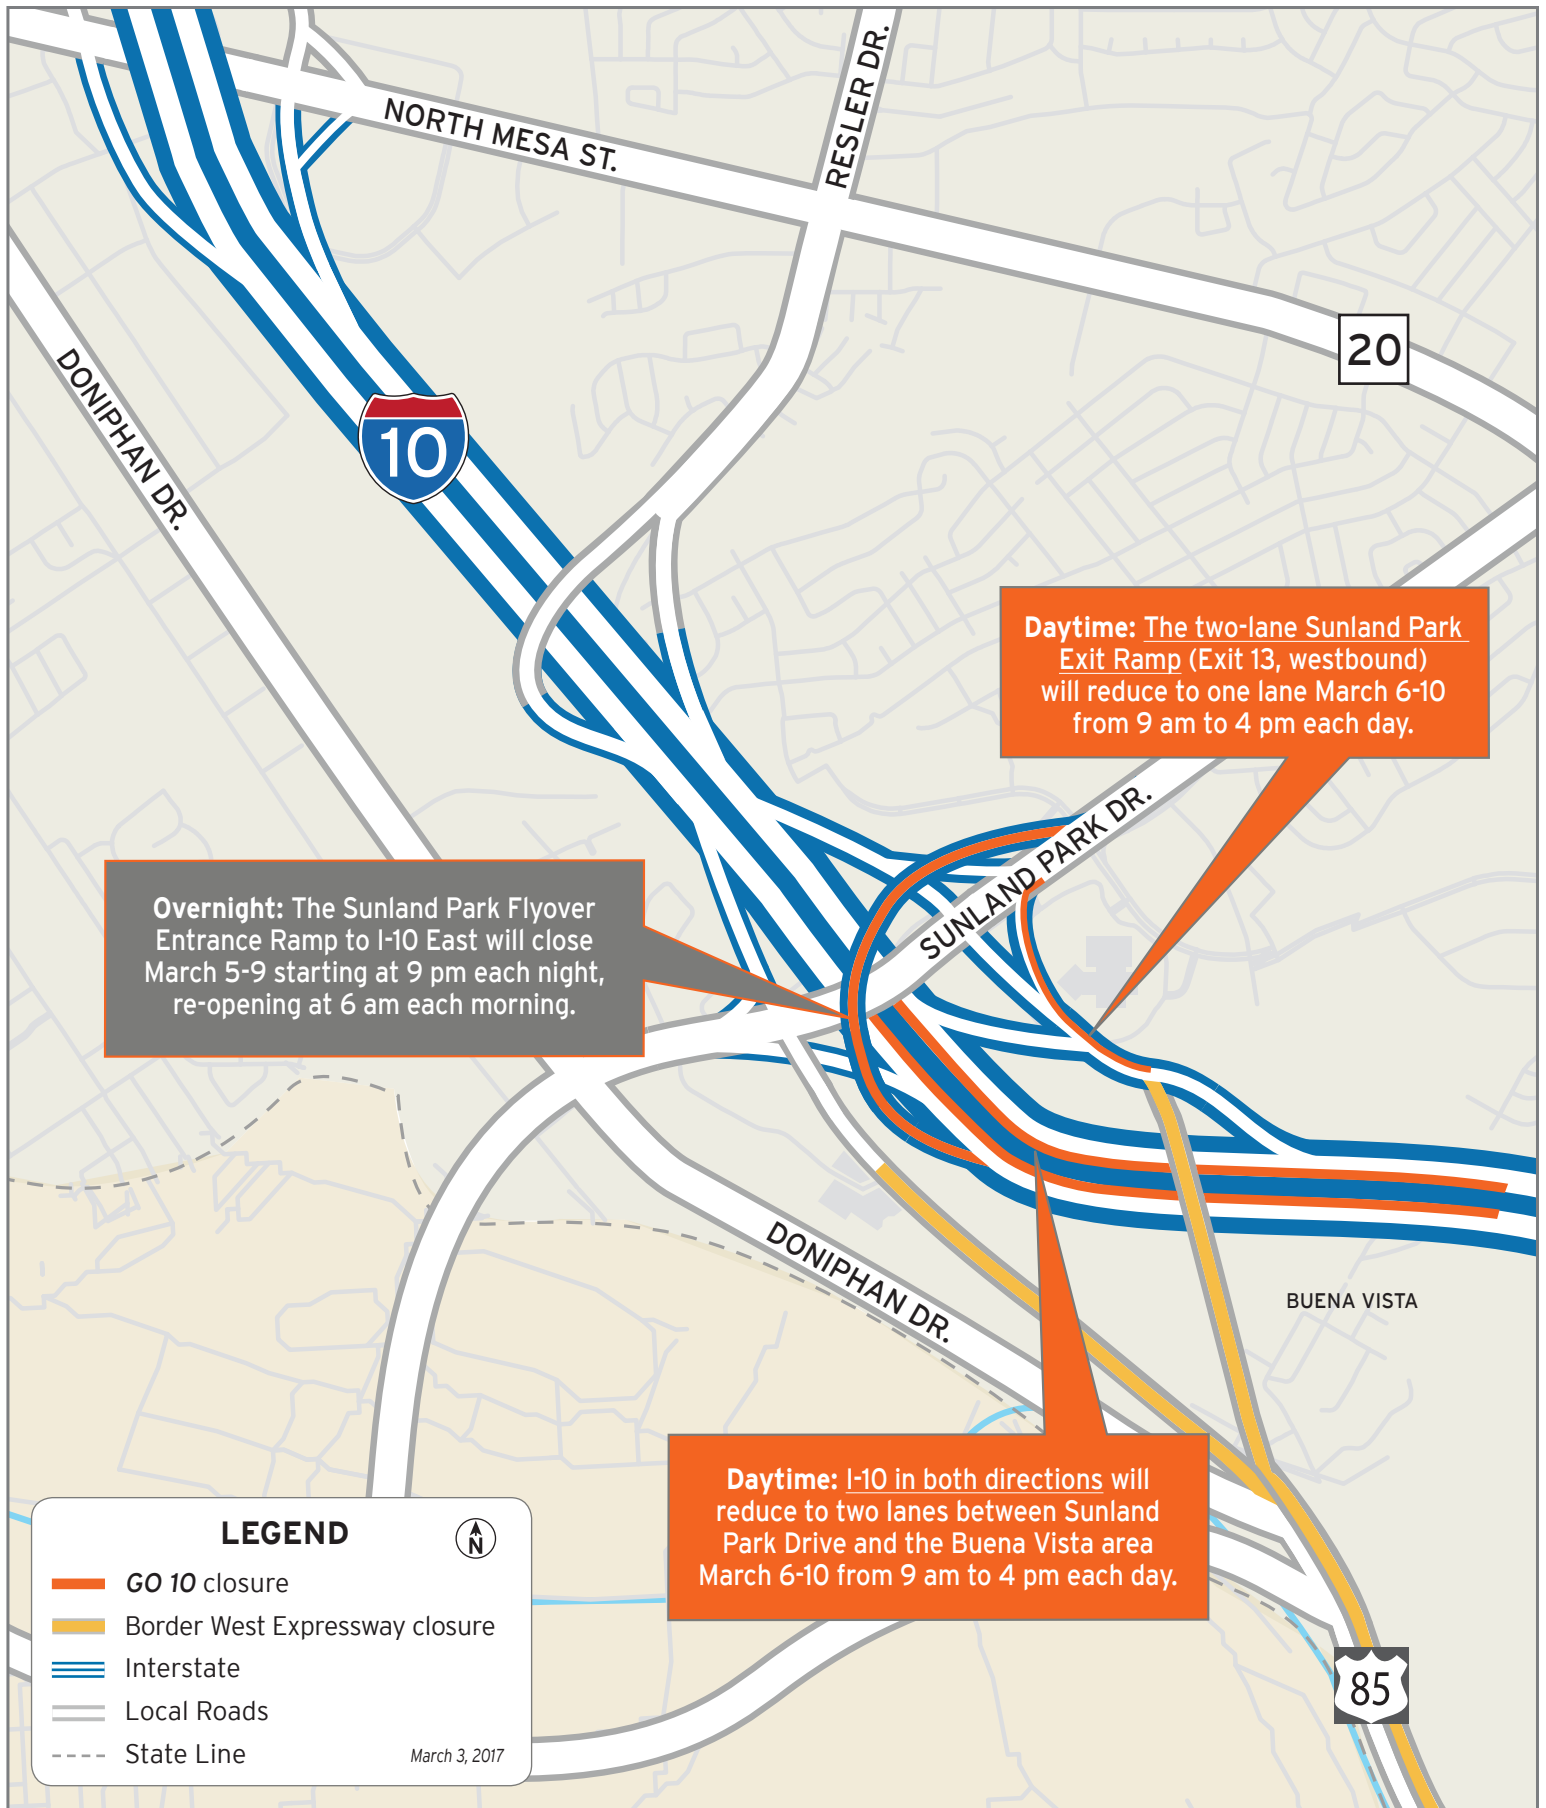 NORTH MESA ST.
RESLER DR.
20
DONIPHAN DR.
10
Daytime: The two-lane Sunland Park
Exit Ramp (Exit 13, westbound)
will reduce to one lane March 6-10
from 9 am to 4 pm each day.
SUNLAND PARK DR.
Overnight: The Sunland Park Flyover
Entrance Ramp to I-10 East will close
March 5-9 starting at 9 pm each night,
re-opening at 6 am each morning.
DONIPHAN DR.
BUENA VISTA
Daytime: I-10 in both directions will
reduce to two lanes between Sunland
Park Drive and the Buena Vista area
March 6-10 from 9 am to 4 pm each day.
LEGEND
N
GO 10 closure
Border West Expressway closure
Interstate
Local Roads
State Line
March 3, 2017
85